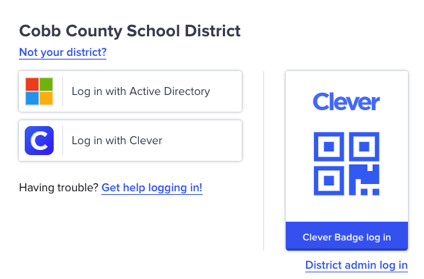 Cobb County School District
Not your district?
Log in with Active Directory
C
Log in with Clever
Having trouble? Get help logging in!
Clever
Clever Badge log in
District admin log in